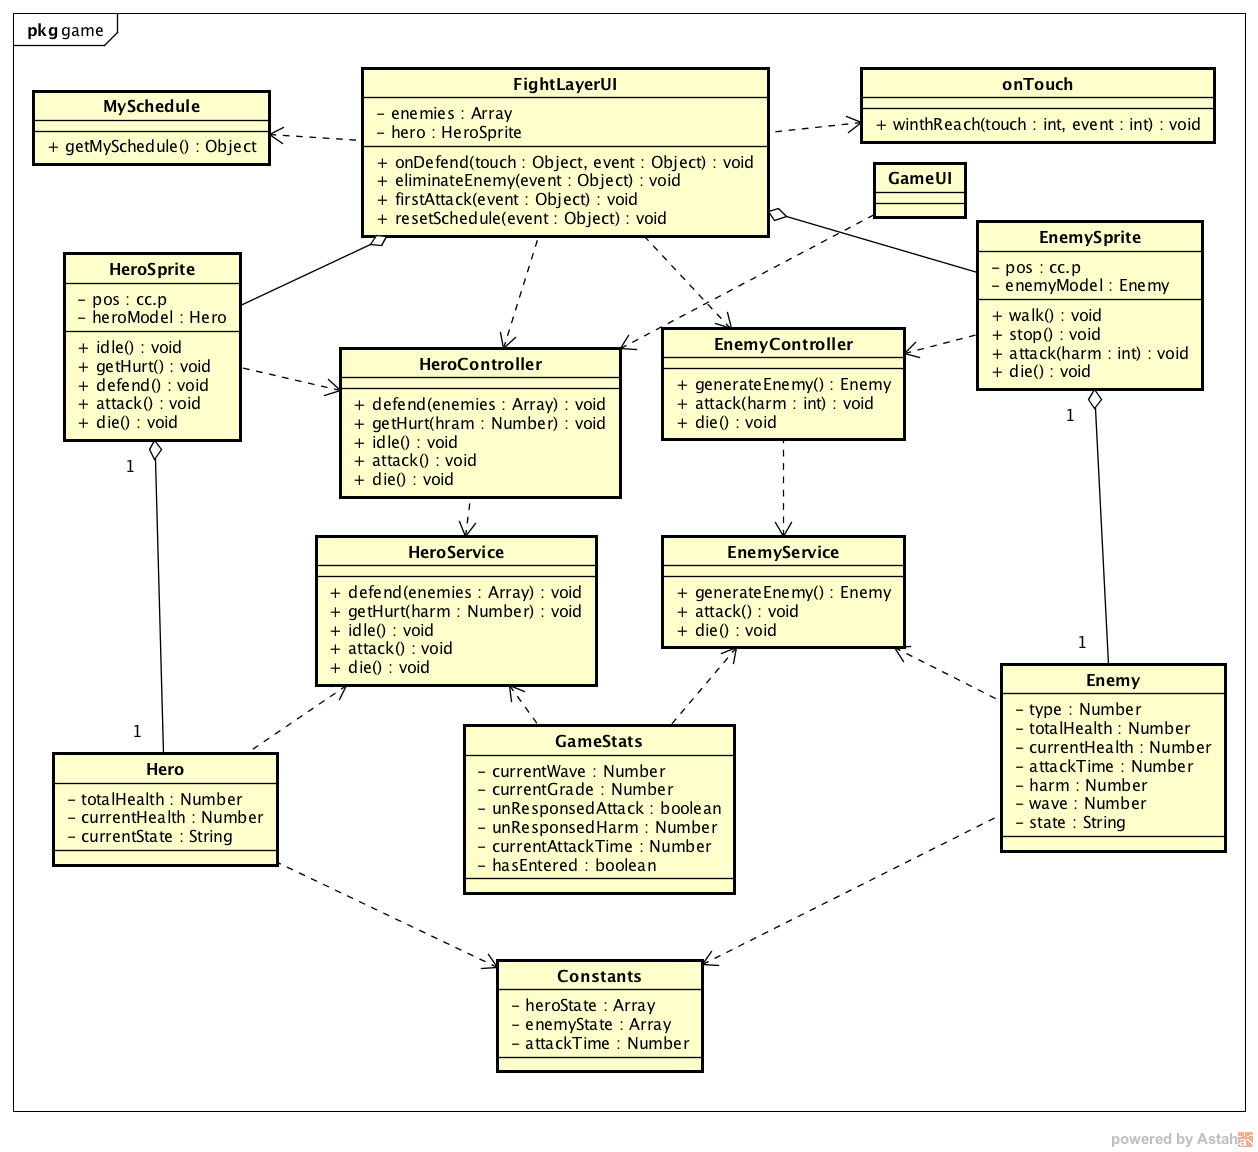 pkg game
MySchedule
+ getMySchedule() : Object
FightLayerUI
- enemies : Array
- hero : HeroSprite
+ onDefend(touch : Object, event : Object) : void
+ eliminateEnemy(event : Object) : void
+ firstAttack(event : Object) : void
+ resetSchedule(event : Object) : void
onTouch
+ winthReach(touch : int, event : int) : void
GameUI
HeroSprite
- pos : cc.p
- heroModel : Hero
+ idle() : void
+ getHurt() : void
+ defend() : void
+ attack() : void
+ die() : void
EnemySprite
- pos : cc.p
- enemyModel : Enemy
+ walk() : void
+ stop() : void
+ attack(harm : int) : void
+ die() : void
HeroController
+ defend(enemies : Array) : void
+ getHurt(hram : Number) : void
+ idle() : void
+ attack() : void
+ die() : void
EnemyController
+ generateEnemy() : Enemy
+ attack(harm : int) : void
+ die() : void
1
1
HeroService
+ defend(enemies : Array) : void
+ getHurt(harm : Number) : void
+ idle() : void
+ attack() : void
+ die() : void
EnemyService
+ generateEnemy() : Enemy
+ attack() : void
+ die() : void
1
1
Hero
- totalHealth : Number
- currentHealth : Number
- currentState : String
GameStats
- currentWave : Number
- currentGrade : Number
- unResponsedAttack : boolean
- unResponsedHarm : Number
- currentAttackTime : Number
- hasEntered : boolean
Enemy
- type : Number
- totalHealth : Number
- currentHealth : Number
- attackTime : Number
- harm : Number
- wave : Number
- state : String
Constants
- heroState : Array
- enemyState : Array
- attackTime : Number
powered by Astah